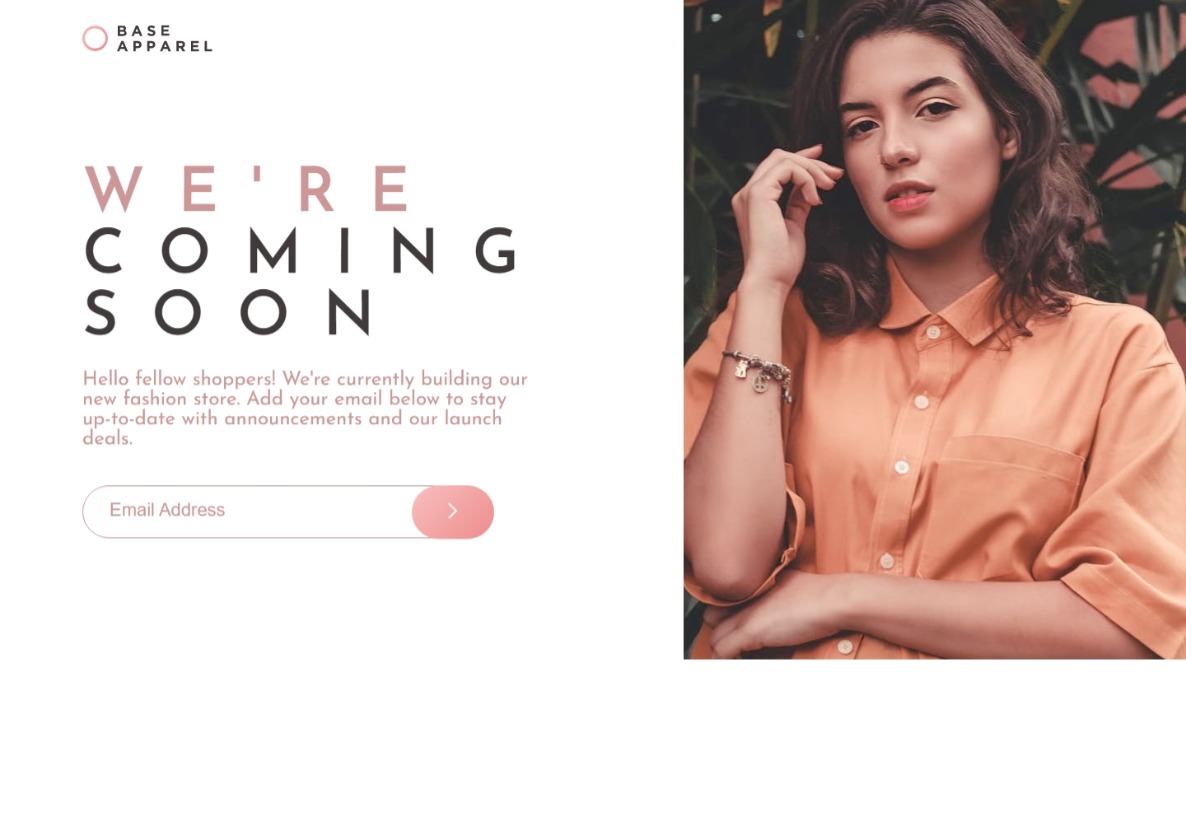 BASE
APPAREL
WE'RE
COMING
SOON
Hello fellow shoppers! We're currently building our
new fashion store. Add your email below to stay
up-to-date with announcements and our launch
deals.
Email Address